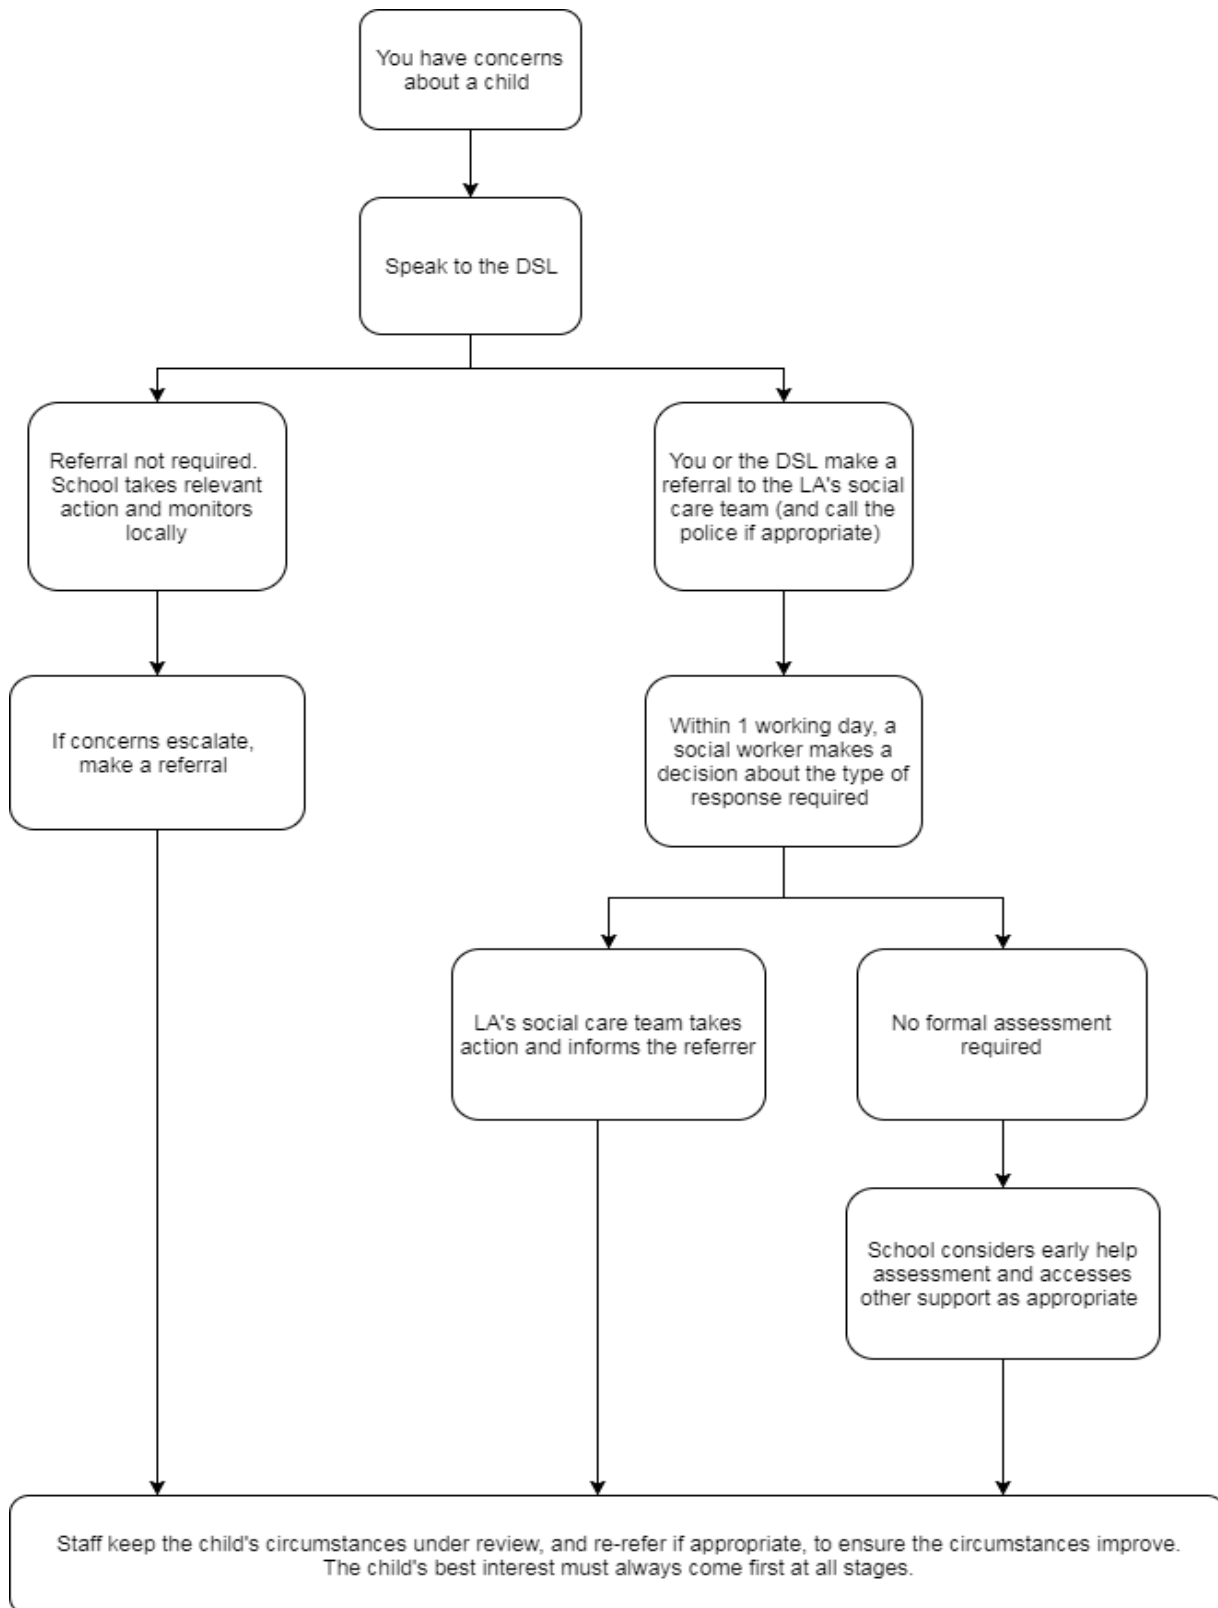 You have concerns
about a child
Speak to the DSL
Referral not required.
School takes relevant
action and monitors
locally
You or the DSL make a
referral to the LA's social
care team (and call the
police if appropriate)
If concerns escalate,
make a referral
Within 1 working day, a
social worker makes a
decision about the type of
response required
LA's social care team takes
action and informs the referrer
No formal assessment
required
School considers early help
assessment and accesses
other support as appropriate
Staff keep the child's circumstances under review, and re-refer if appropriate, to ensure the circumstances improve.
The child's best interest must always come first at all stages.